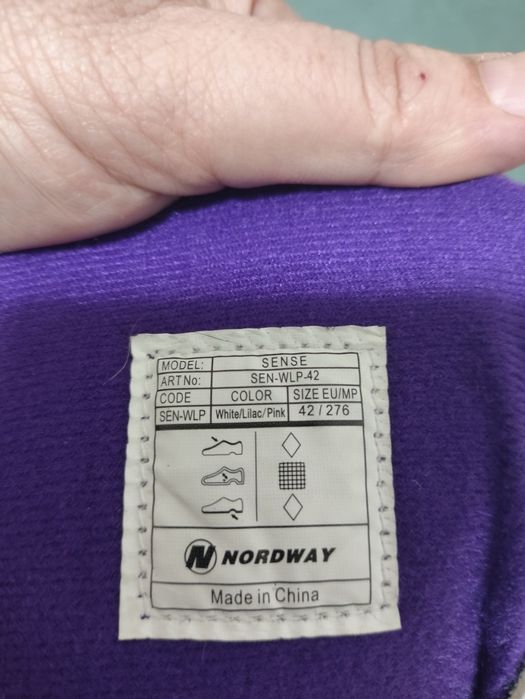 MODEL: SENSE
ART No: SEN-WLP-42
CODE COLOR SIZE EU/MP
SEN-WLP White/Lilac/Pink 42 / 276
N NORDWAY
Made in China